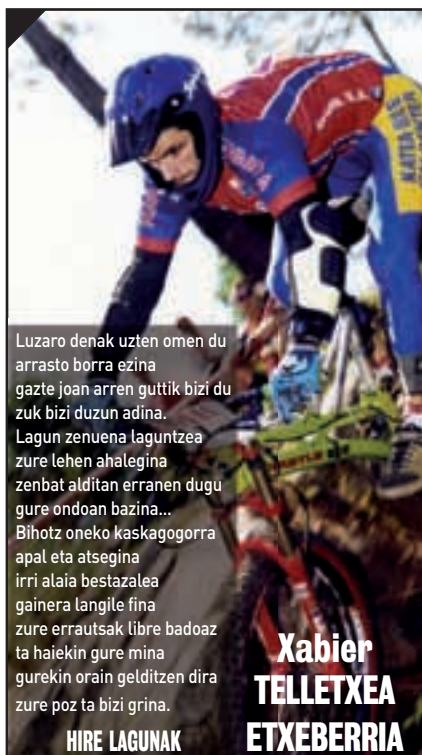 Luzaro denak uzten omen du
arrasto borra ezina
gazte joan arren guttik bizi du
zuk bizi duzun adina.
Lagun zenuena laguntzea
zure lehen ahalegina
zenbat alditan erranen dugu
gure ondoan bazina...
Bihotz oneko kaskagogorra
apal eta atsegina
irri alaia bestazalea
gainera langile fina
zure errautsak libre badoaz
ta haiekin gure mina
gurekin orain gelditzen dira
zure poz ta bizi grina.
HIRE LAGUNAK
Xabier
TELLETXEA
ETXEBERRIA